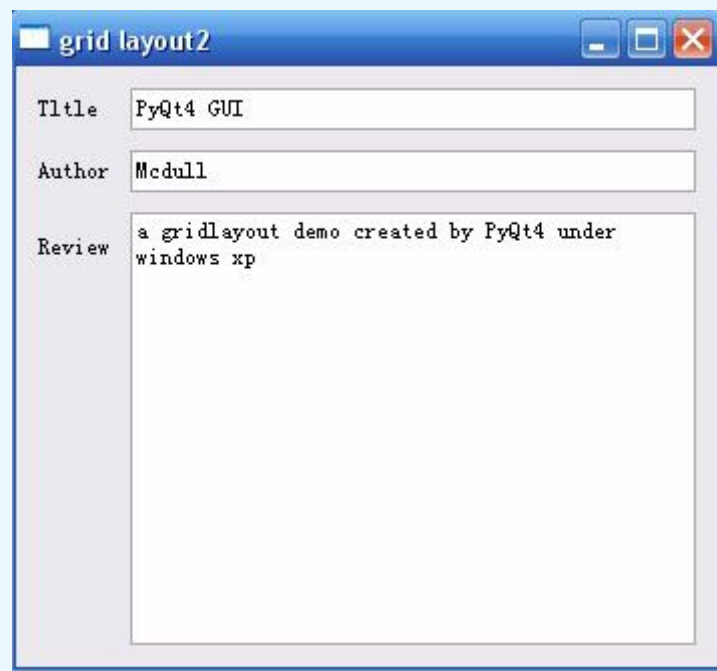 grid layout2
Tltle PyQt4 GUI
Author Mcdull
Review a gridlayout demo created by PyQt4 under
windows xp